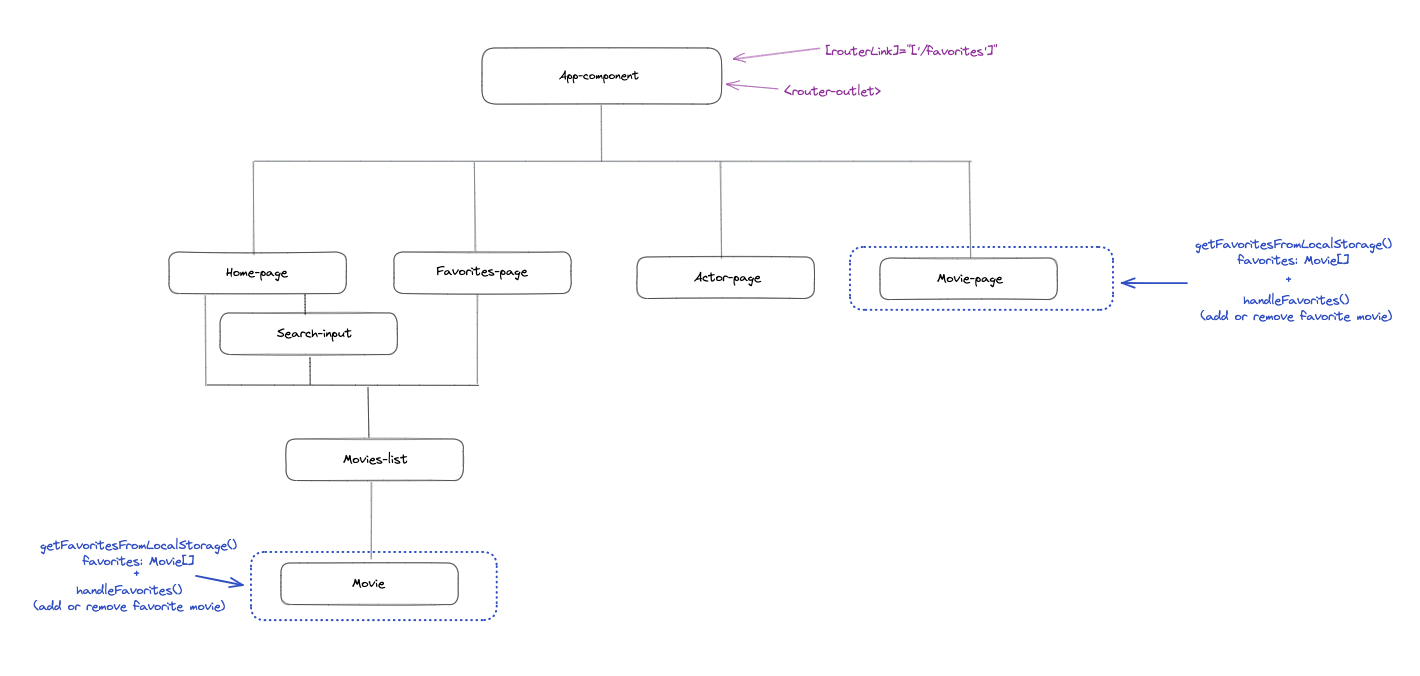 App-component
[routerLink]="['/favorites']"
<router-outlet>
Home-page
Favorites-page
Actor-page
Movie-page
getFavoritesFromLocalStorage()
favorites: Movie[]
+
handleFavorites()
(add or remove favorite movie)
Search-input
Movies-list
getFavoritesFromLocalStorage()
favorites: Movie[]
+
handleFavorites()
(add or remove favorite movie)
Movie